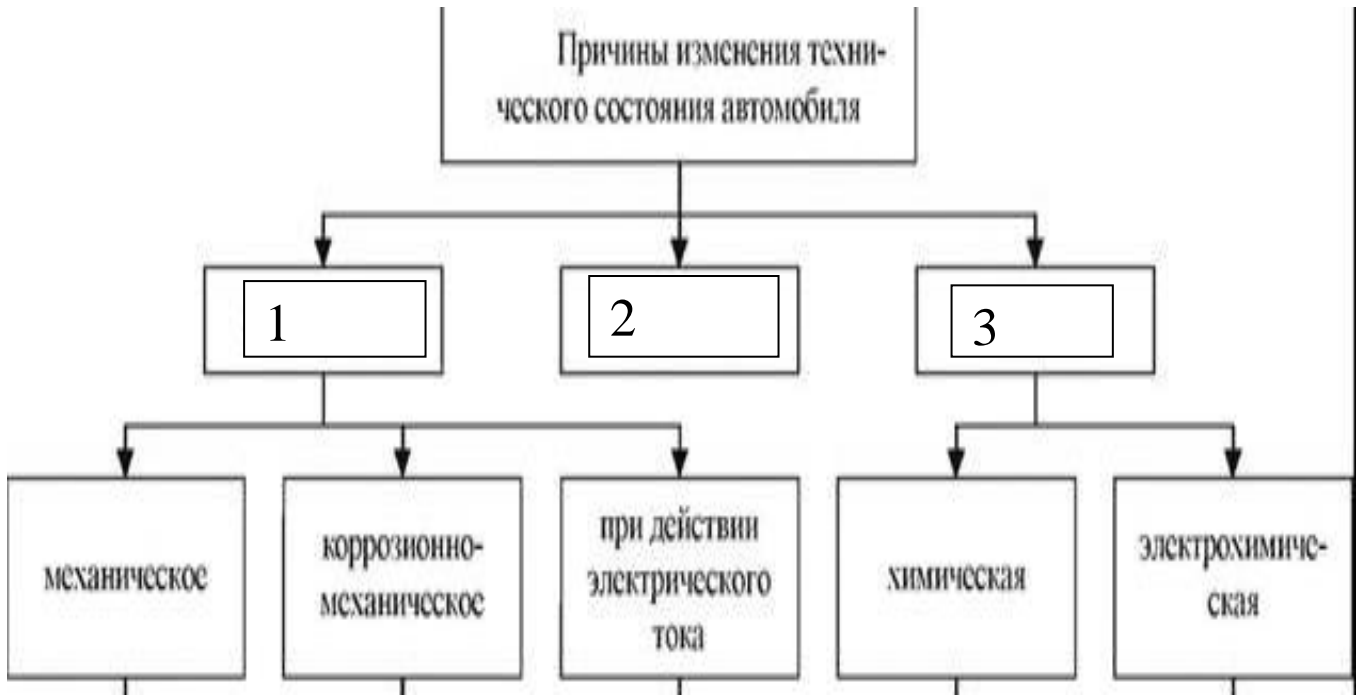 Причины изменения техни-
ческого состояния автомобиля
1
2
3
механическое
коррозионно-
механическое
при действии
электрического
тока
химическая
электрохимиче-
ская